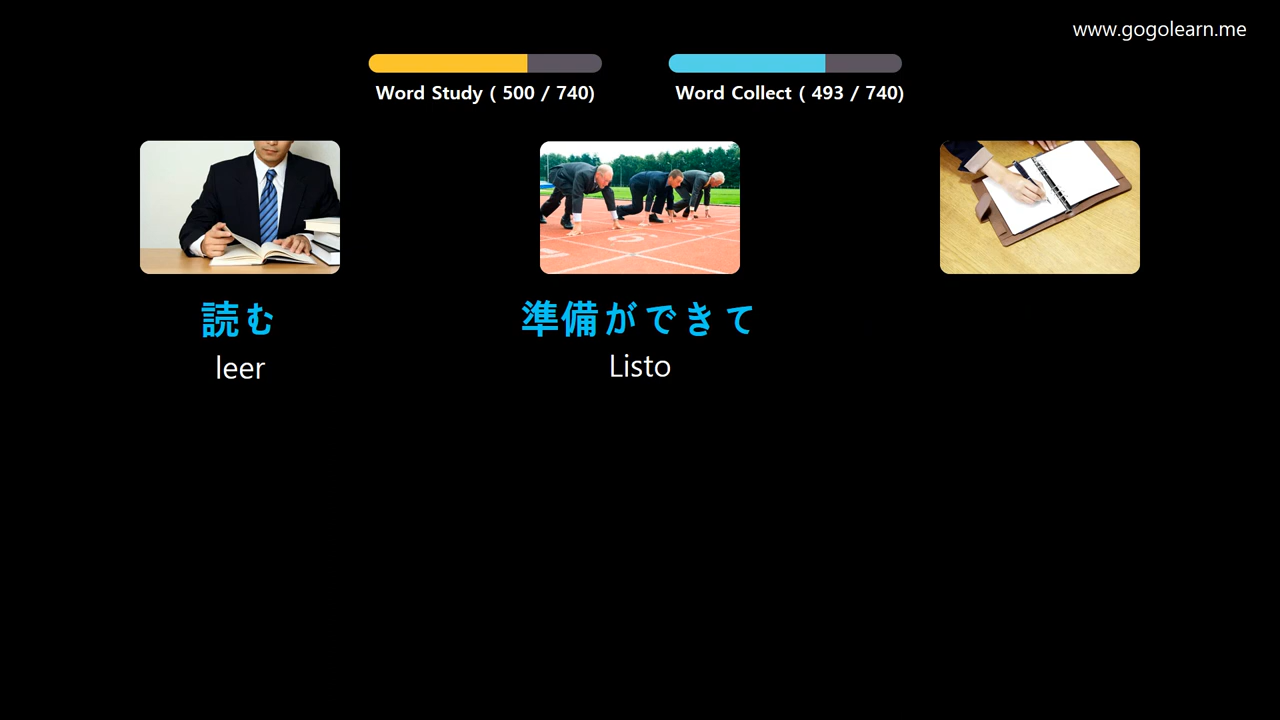 www.gogolearn.me
Word Study ( 500 / 740)
Word Collect ( 493 / 740)
読む
leer
準備ができて
Listo